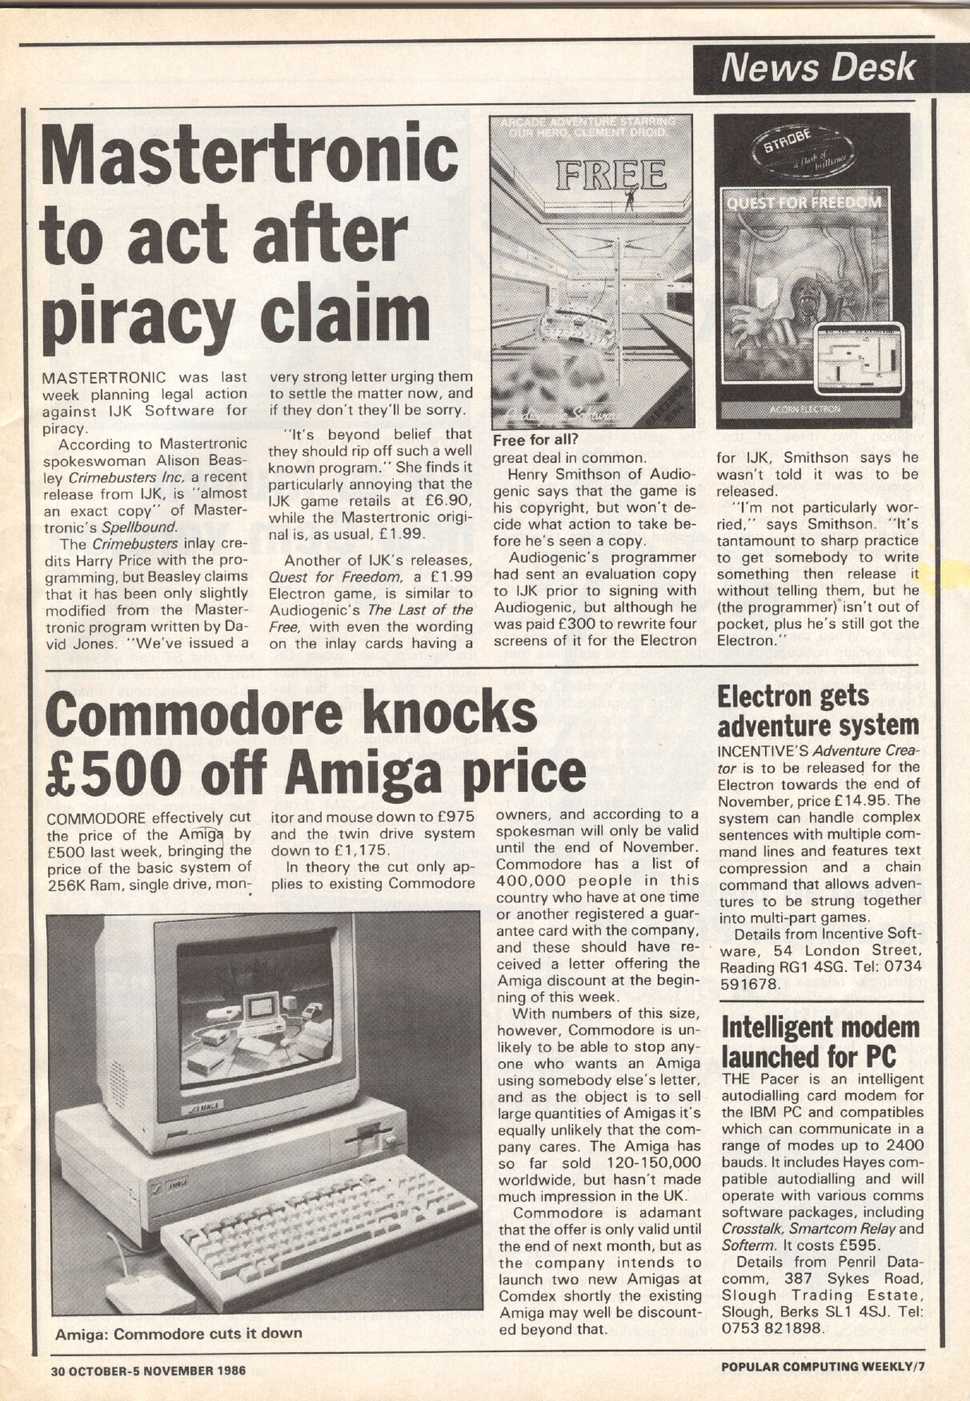 News Desk
Mastertronic
to act after
piracy claim
MASTERTRONIC was last
week planning legal action
against IJK Software for
piracy.
According to Mastertronic
spokeswoman Alison Beas-
ley Crimebusters Inc, a recent
release from IJK, is "almost
an exact copy" of Master-
tronic's Spellbound.
The Crimebusters inlay cre-
dits Harry Price with the pro-
gramming, but Beasley claims
that it has been only slightly
modified from the Master-
tronic program written by Da-
vid Jones. "We've issued a
very strong letter urging them
to settle the matter now, and
if they don't they'll be sorry.
"It's beyond belief that
they should rip off such a well
known program." She finds it
particularly annoying that the
IJK game retails at £6.90,
while the Mastertronic origi-
nal is, as usual, £1.99.
Another of IJK's releases,
Quest for Freedom, a £1.99
Electron game, is similar to
Audiogenic's The Last of the
Free, with even the wording
on the inlay cards having a
ARCADE ADVENTURE STARRING
OUR HERO, CLEMENT DROID.
FREE
Audiogenic Software
STROBE
a flash of
brilliance
QUEST FOR FREEDOM
ACORN ELECTRON
Free for all?
great deal in common.
Henry Smithson of Audio-
genic says that the game is
his copyright, but won't de-
cide what action to take be-
fore he's seen a copy.
Audiogenic's programmer
had sent an evaluation copy
to IJK prior to signing with
Audiogenic, but although he
was paid £300 to rewrite four
screens of it for the Electron
for IJK, Smithson says he
wasn't told it was to be
released.
"I'm not particularly wor-
ried," says Smithson. "It's
tantamount to sharp practice
to get somebody to write
something then release it
without telling them, but he
(the programmer) isn't out of
pocket, plus he's still got the
Electron."
Commodore knocks
£500 off Amiga price
COMMODORE effectively cut
the price of the Amiga by
£500 last week, bringing the
price of the basic system of
256K Ram, single drive, mon-
itor and mouse down to £975
and the twin drive system
down to £1,175.
In theory the cut only ap-
plies to existing Commodore
owners, and according to a
spokesman will only be valid
until the end of November.
Commodore has a list of
400,000 people in this
country who have at one time
or another registered a guar-
antee card with the company,
and these should have re-
ceived a letter offering the
Amiga discount at the begin-
ning of this week.
With numbers of this size,
however, Commodore is un-
likely to be able to stop any-
one who wants an Amiga
using somebody else's letter,
and as the object is to sell
large quantities of Amigas it's
equally unlikely that the com-
pany cares. The Amiga has
so far sold 120-150,000
worldwide, but hasn't made
much impression in the UK.
Commodore is adamant
that the offer is only valid until
the end of next month, but as
the company intends to
launch two new Amigas at
Comdex shortly the existing
Amiga may well be discount-
ed beyond that.
AMIGA
AMIGA
Amiga: Commodore cuts it down
Electron gets
adventure system
INCENTIVE'S Adventure Crea-
tor is to be released for the
Electron towards the end of
November, price £14.95. The
system can handle complex
sentences with multiple com-
mand lines and features text
compression and a chain
command that allows adven-
tures to be strung together
into multi-part games.
Details from Incentive Soft-
ware, 54 London Street,
Reading RG1 4SG. Tel: 0734
591678.
Intelligent modem
launched for PC
THE Pacer is an intelligent
autodialling card modem for
the IBM PC and compatibles
which can communicate in a
range of modes up to 2400
bauds. It includes Hayes com-
patible autodialling and will
operate with various comms
software packages, including
Crosstalk, Smartcom Relay and
Softerm. It costs £595.
Details from Penril Data-
comm, 387 Sykes Road,
Slough Trading Estate,
Slough, Berks SL1 4SJ. Tel:
0753 821898.
30 OCTOBER-5 NOVEMBER 1986
POPULAR COMPUTING WEEKLY/7